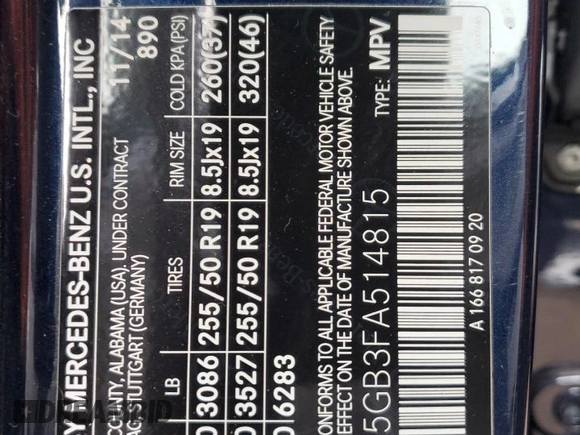 Y MERCEDES-BENZ U.S. INTL., INC
COUNTY, ALABAMA (USA), UNDER CONTRACT 11/14
STUTTGART (GERMANY) 890
LB TIRES RIM SIZE COLD KPA(PSI)
3086 255/50 R19 8.5Jx19 260(37)
3527 255/50 R19 8.5Jx19 320(46)
6283
CONFORMS TO ALL APPLICABLE FEDERAL MOTOR VEHICLE SAFETY
EFFECT ON THE DATE OF MANUFACTURE SHOWN ABOVE.
5GB3FA514815 TYPE: MPV
A 166 817 09 20